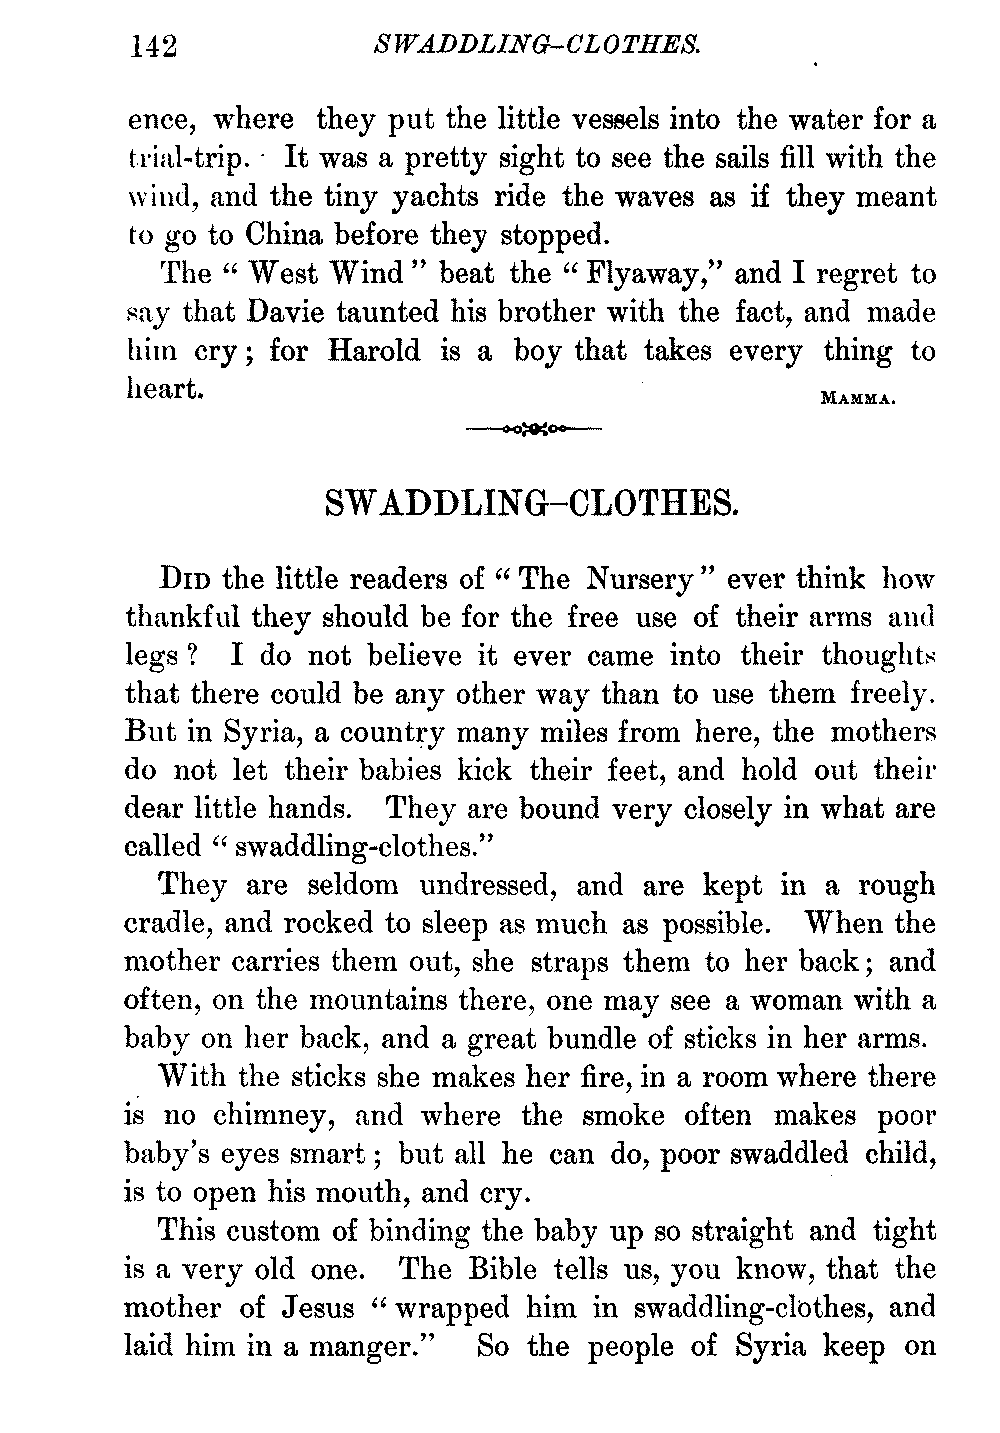 142 SWADDLING-CLOTHES.
ence, where they put the little vessels into the water for a
trial-trip. It was a pretty sight to see the sails fill with the
wind, and the tiny yachts ride the waves as if they meant
to go to China before they stopped.
The “ West Wind ” beat the “ Flyaway,” and I regret to
say that Davie taunted his brother with the fact, and made
him cry ; for Harold is a boy that takes every thing to
heart.
MAMMA.
SWADDLING-CLOTHES.
DID the little readers of “ The Nursery ” ever think how
thankful they should be for the free use of their arms and
legs ? I do not believe it ever came into their thoughts
that there could be any other way than to use them freely.
But in Syria, a country many miles from here, the mothers
do not let their babies kick their feet, and hold out their
dear little hands. They are bound very closely in what are
called “ swaddling-clothes.”
They are seldom undressed, and are kept in a rough
cradle, and rocked to sleep as much as possible. When the
mother carries them out, she straps them to her back ; and
often, on the mountains there, one may see a woman with a
baby on her back, and a great bundle of sticks in her arms.
With the sticks she makes her fire, in a room where there
is no chimney, and where the smoke often makes poor
baby’s eyes smart ; but all he can do, poor swaddled child,
is to open his mouth, and cry.
This custom of binding the baby up so straight and tight
is a very old one. The Bible tells us, you know, that the
mother of Jesus “ wrapped him in swaddling-clothes, and
laid him in a manger.” So the people of Syria keep on